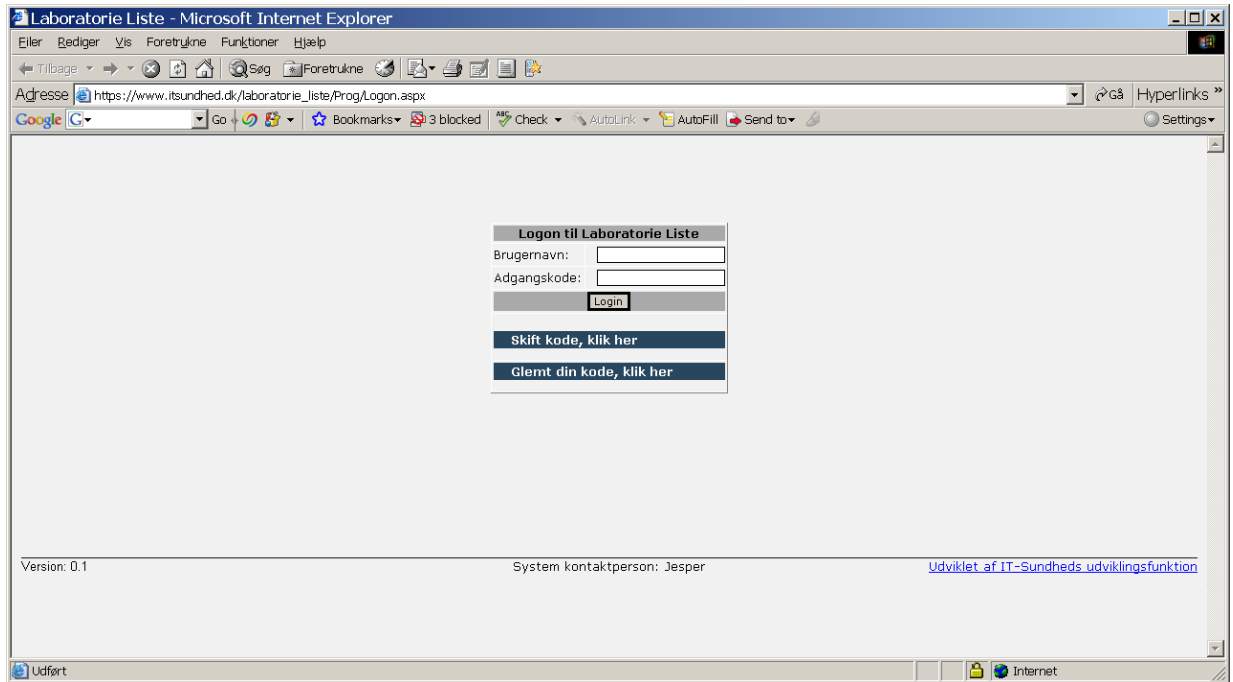 Laboratorie Liste - Microsoft Internet Explorer
Filer Rediger Vis Foretrukne Funktioner Hjælp
Tilbage Søg Foretrukne
Adresse https://www.itsundhed.dk/laboratorie_liste/Prog/Logon.aspx Gå Hyperlinks »
Google G Go Bookmarks 3 blocked ABC Check AutoLink AutoFill Send to Settings
Logon til Laboratorie Liste
Brugernavn:
Adgangskode:
Login
Skift kode, klik her
Glemt din kode, klik her
Version: 0.1 System kontaktperson: Jesper Udviklet af IT-Sundheds udviklingsfunktion
Udført Internet